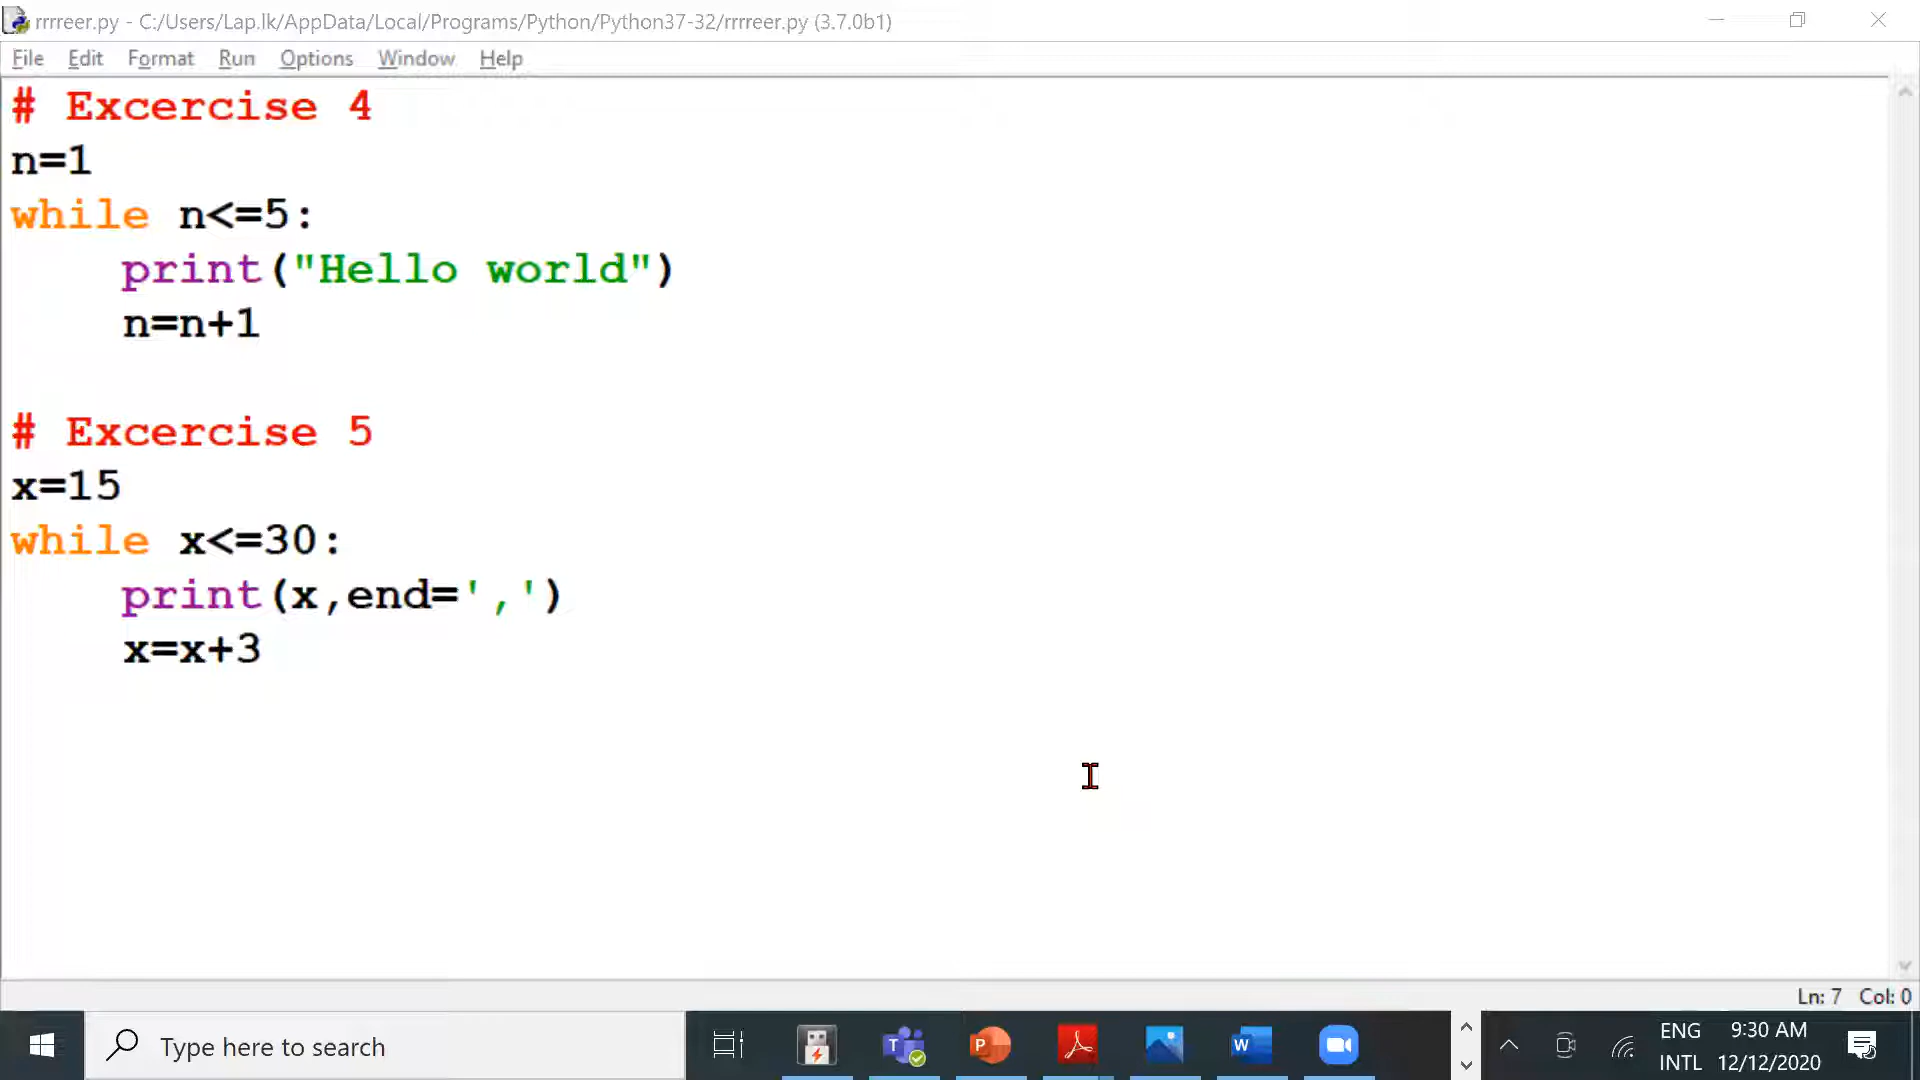 rrrreer.py - C:/Users/Lap.lk/AppData/Local/Programs/Python/Python37-32/rrrreer.py (3.7.0b1)
File Edit Format Run Options Window Help
# Excercise 4
n=1
while n<=5:
    print("Hello world")
    n=n+1
# Excercise 5
x=15
while x<=30:
    print(x,end=',')
    x=x+3
Ln: 7 Col: 0
Type here to search
ENG 9:30 AM
INTL 12/12/2020